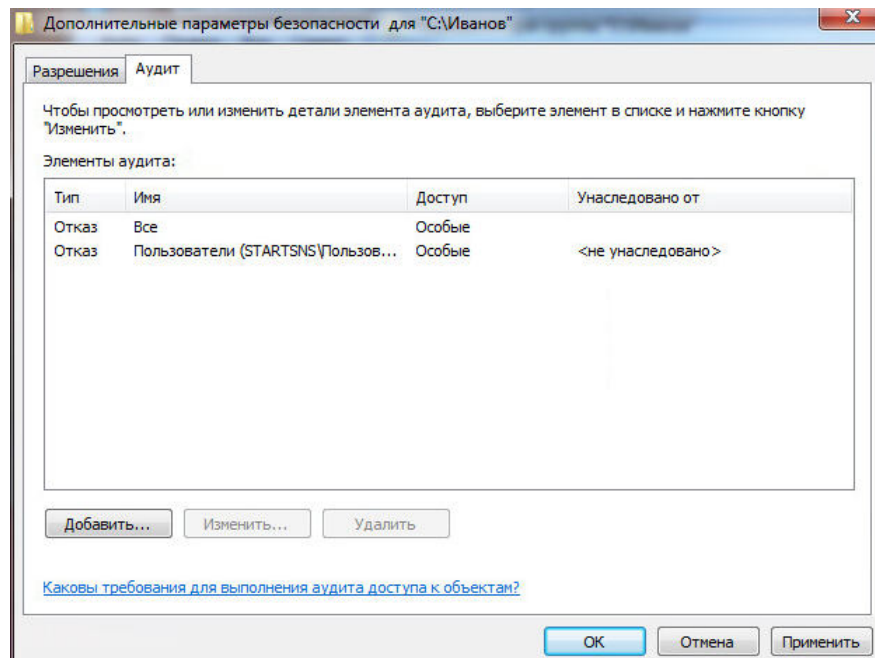 Дополнительные параметры безопасности для "C:\Иванов"
Разрешения Аудит
Чтобы просмотреть или изменить детали элемента аудита, выберите элемент в списке и нажмите кнопку
"Изменить".
Элементы аудита:
Тип Имя Доступ Унаследовано от
Отказ Все Особые
Отказ Пользователи (STARTSNS\Пользов... Особые <не унаследовано>
Добавить... Изменить... Удалить
Каковы требования для выполнения аудита доступа к объектам?
ОК Отмена Применить